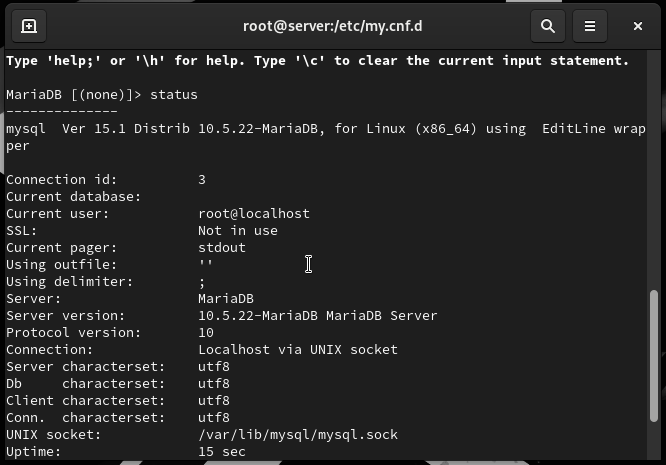 root@server:/etc/my.cnf.d
Type 'help;' or '\h' for help. Type '\c' to clear the current input statement.
MariaDB [(none)]> status
--------------
mysql  Ver 15.1 Distrib 10.5.22-MariaDB, for Linux (x86_64) using  EditLine wrap
per
Connection id:          3
Current database:
Current user:           root@localhost
SSL:                    Not in use
Current pager:          stdout
Using outfile:          ''
Using delimiter:        ;
Server:                 MariaDB
Server version:         10.5.22-MariaDB MariaDB Server
Protocol version:       10
Connection:             Localhost via UNIX socket
Server characterset:    utf8
Db     characterset:    utf8
Client characterset:    utf8
Conn.  characterset:    utf8
UNIX socket:            /var/lib/mysql/mysql.sock
Uptime:                 15 sec